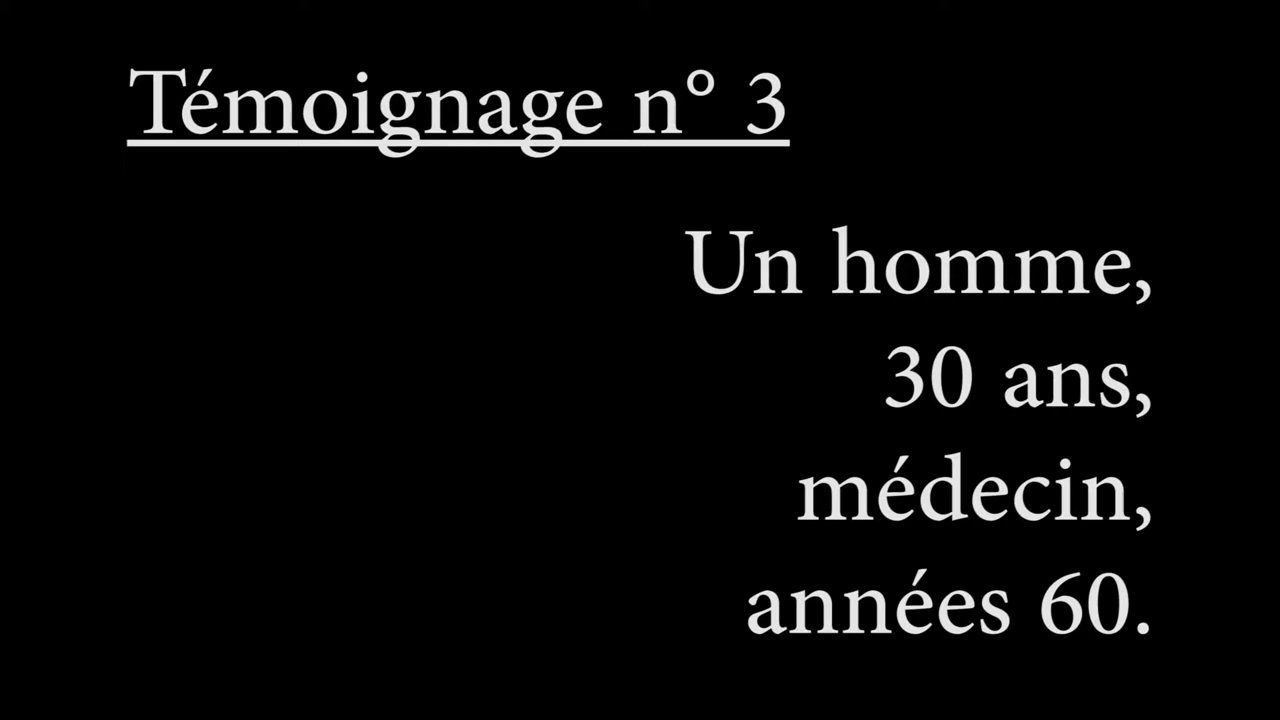 Témoignage n° 3
Un homme,
30 ans,
médecin,
années 60.